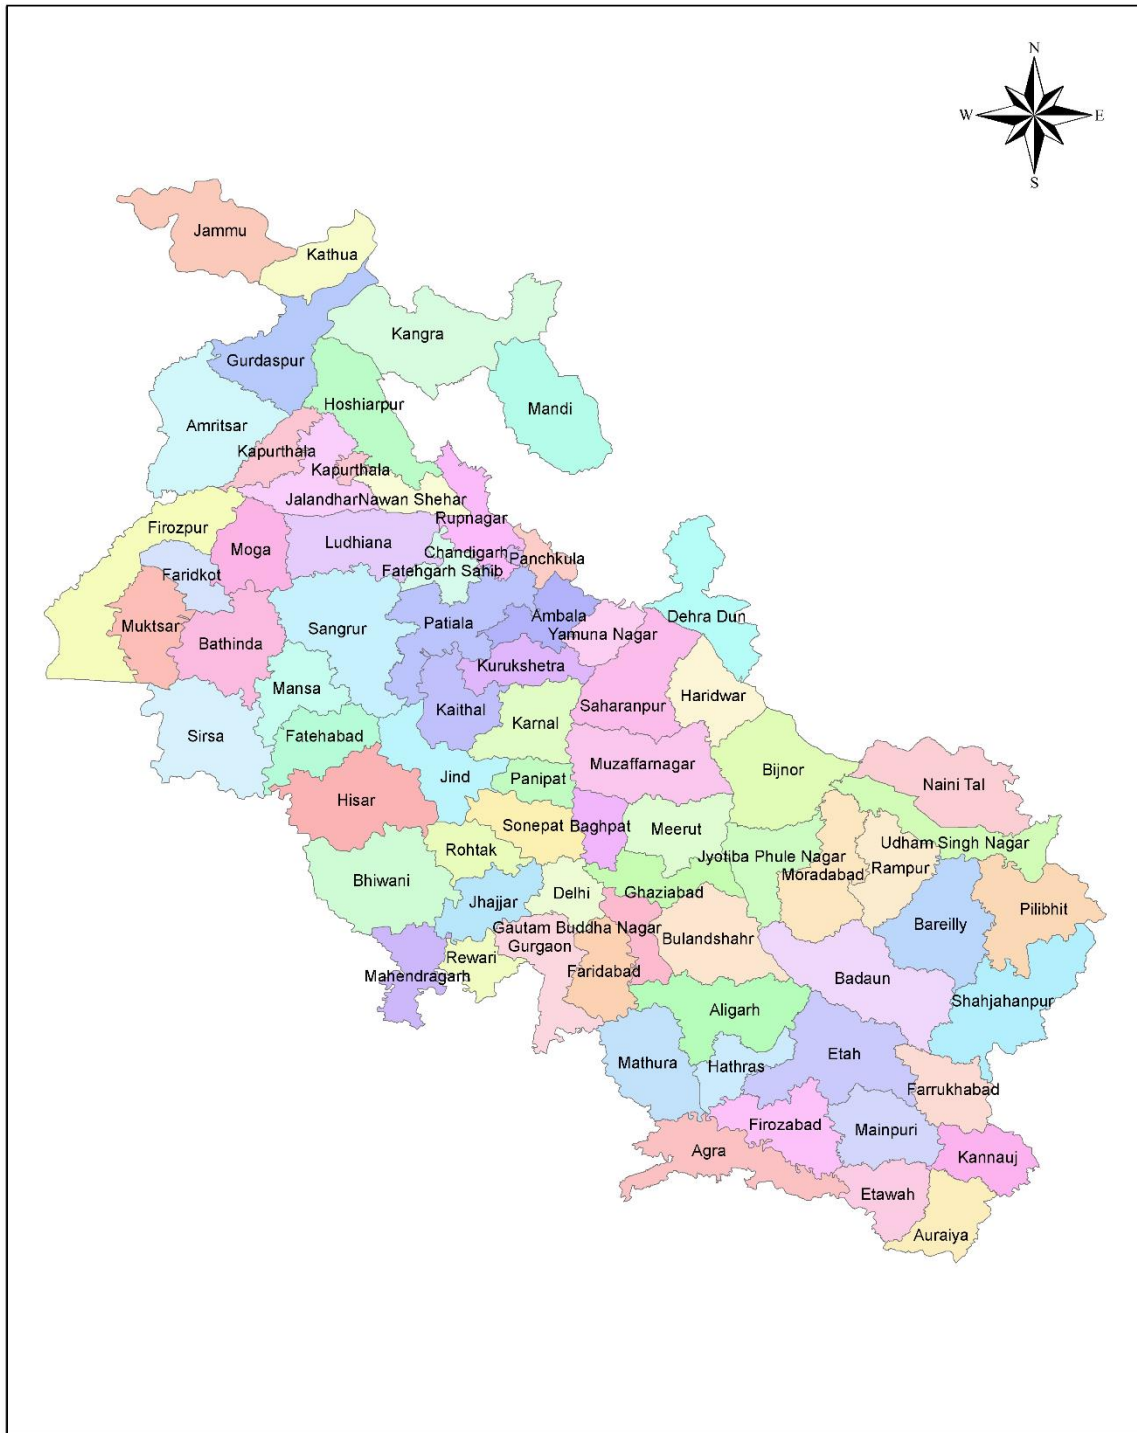 N
W
E
S
Jammu
Kathua
Kangra
Gurdaspur
Hoshiarpur
Mandi
Amritsar
Kapurthala
Kapurthala
Jalandhar
Nawan Shehar
Firozpur
Rupnagar
Ludhiana
Moga
Chandigarh
Panchkula
Fatehgarh Sahib
Faridkot
Ambala
Dehra Dun
Muktsar
Patiala
Sangrur
Yamuna Nagar
Bathinda
Kurukshetra
Mansa
Haridwar
Kaithal
Saharanpur
Karnal
Sirsa
Fatehabad
Muzaffarnagar
Bijnor
Jind
Panipat
Naini Tal
Hisar
Sonepat
Baghpat
Meerut
Rohtak
Udham Singh Nagar
Jyotiba Phule Nagar
Rampur
Moradabad
Bhiwani
Delhi
Ghaziabad
Jhajjar
Pilibhit
Bareilly
Gautam Buddha Nagar
Bulandshahr
Gurgaon
Rewari
Faridabad
Mahendragarh
Badaun
Shahjahanpur
Aligarh
Etah
Mathura
Hathras
Farrukhabad
Firozabad
Mainpuri
Agra
Kannauj
Etawah
Auraiya